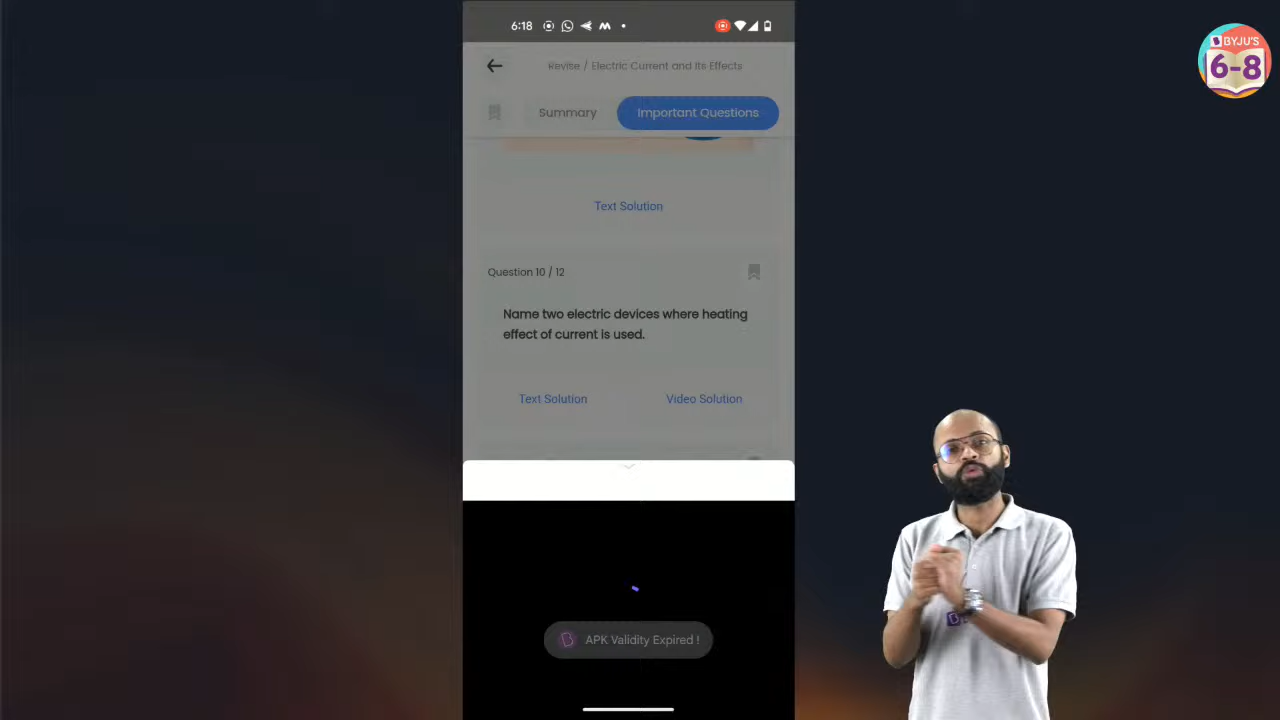 6:18
BYJU'S
6-8
Revise / Electric Current and Its Effects
Summary
Important Questions
Text Solution
Question 10 / 12
Name two electric devices where heating
effect of current is used.
Text Solution
Video Solution
APK Validity Expired !